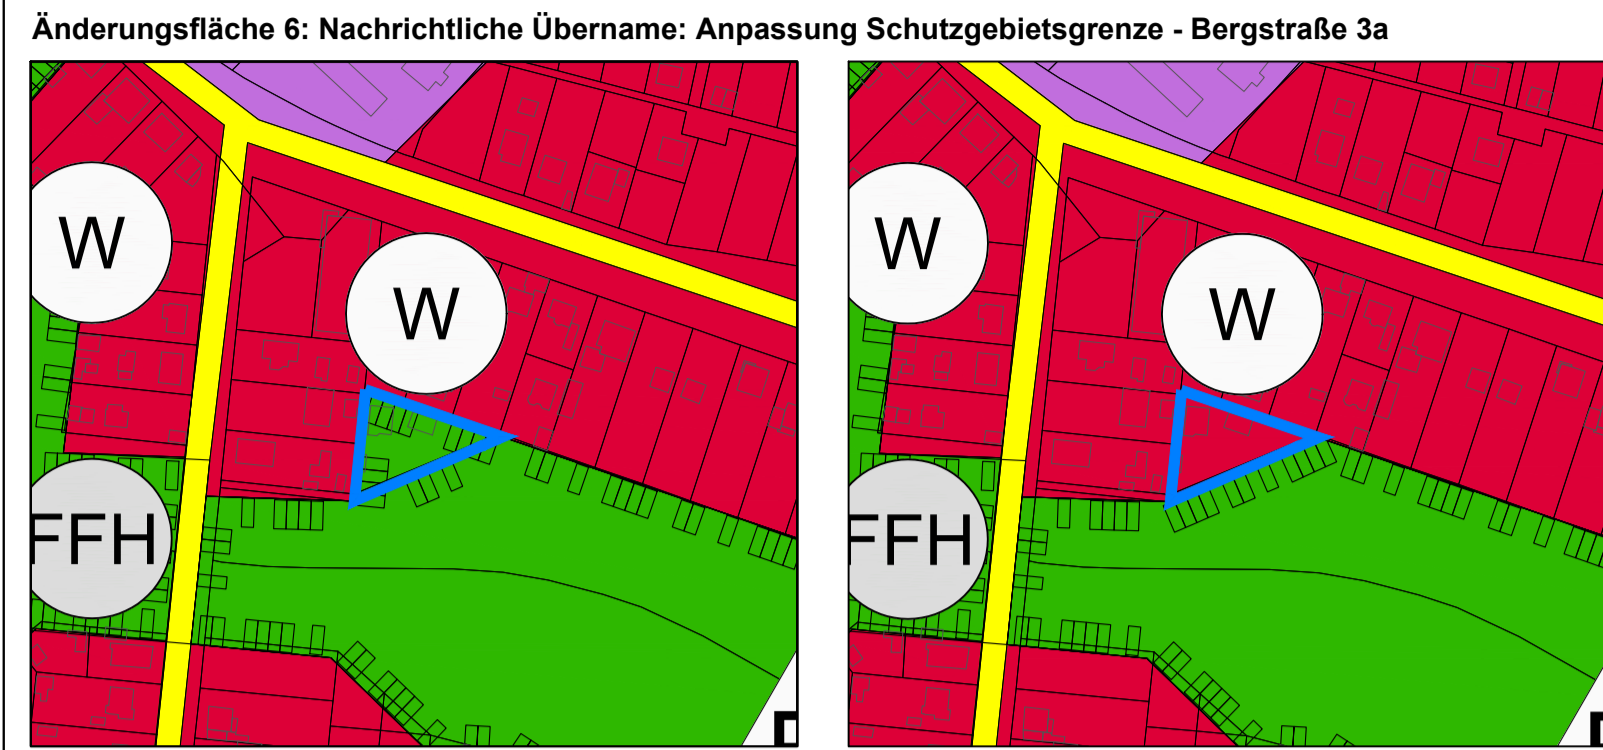 Änderungsfläche 6: Nachrichtliche Übername: Anpassung Schutzgebietsgrenze - Bergstraße 3a
W
W
FFH
W
W
FFH